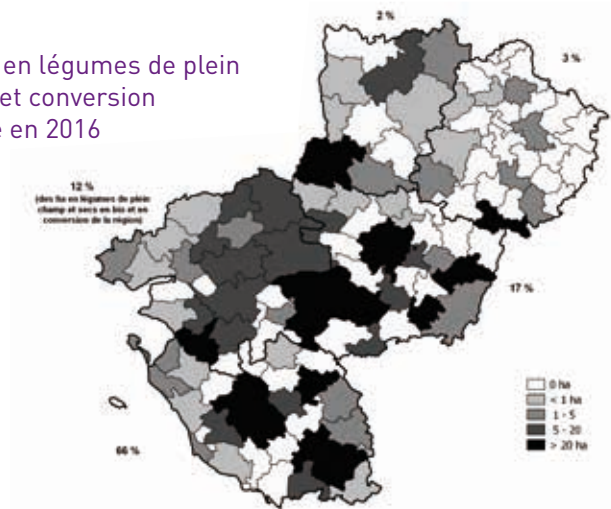 en légumes de plein
et conversion
e en 2016
2 %
3 %
12 %
(des ha en légumes de plein
champ et secs en bio et en
conversion de la région)
17 %
66 %
0 ha
< 1 ha
1 - 5
5 - 20
> 20 ha